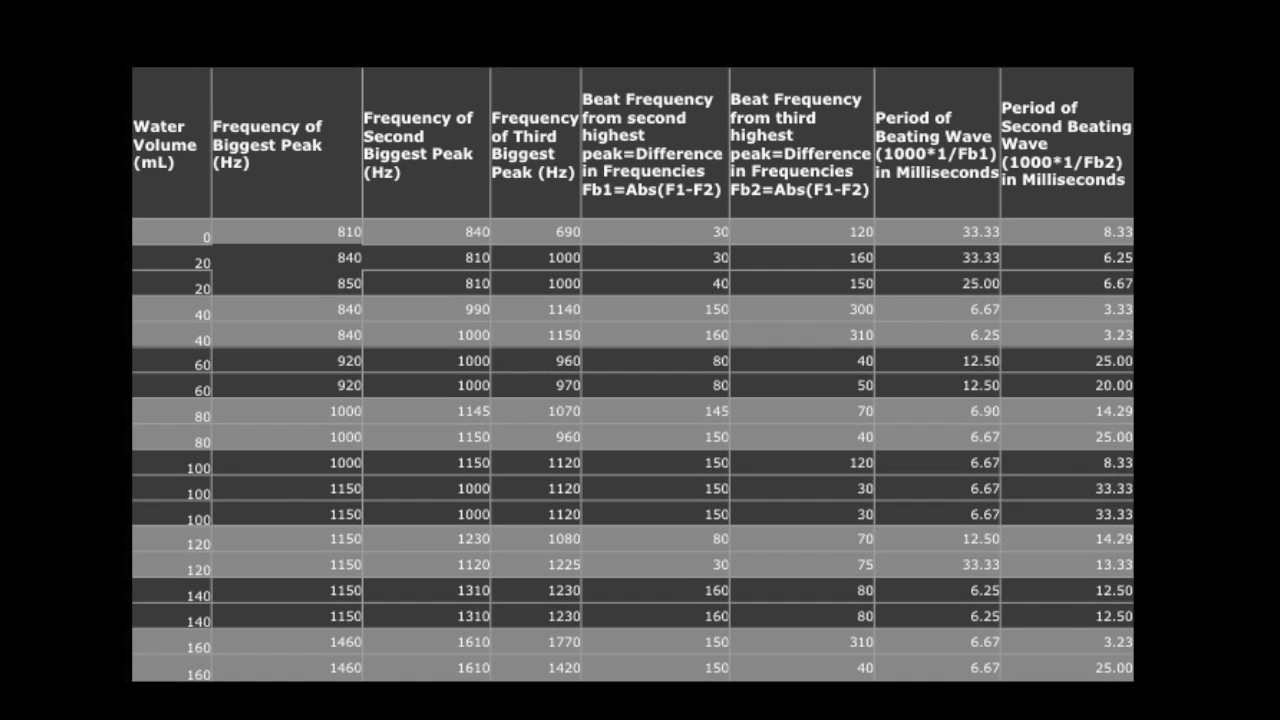 Water Volume (mL) Frequency of Biggest Peak (Hz) Frequency of Second Biggest Peak (Hz) Frequency of Third Biggest Peak (Hz) Beat Frequency from second highest peak=Difference in Frequencies Fb1=Abs(F1-F2) Beat Frequency from third highest peak=Difference in Frequencies Fb2=Abs(F1-F2) Period of Beating Wave (1000*1/Fb1) in Milliseconds Period of Second Beating Wave (1000*1/Fb2) in Milliseconds
0 810 840 690 30 120 33.33 8.33
20 840 810 1000 30 160 33.33 6.25
20 850 810 1000 40 150 25.00 6.67
40 840 990 1140 150 300 6.67 3.33
40 840 1000 1150 160 310 6.25 3.23
60 920 1000 960 80 40 12.50 25.00
60 920 1000 970 80 50 12.50 20.00
80 1000 1145 1070 145 70 6.90 14.29
80 1000 1150 960 150 40 6.67 25.00
100 1000 1150 1120 150 120 6.67 8.33
100 1150 1000 1120 150 30 6.67 33.33
100 1150 1000 1120 150 30 6.67 33.33
120 1150 1230 1080 80 70 12.50 14.29
120 1150 1120 1225 30 75 33.33 13.33
140 1150 1310 1230 160 80 6.25 12.50
140 1150 1310 1230 160 80 6.25 12.50
160 1460 1610 1770 150 310 6.67 3.23
160 1460 1610 1420 150 40 6.67 25.00